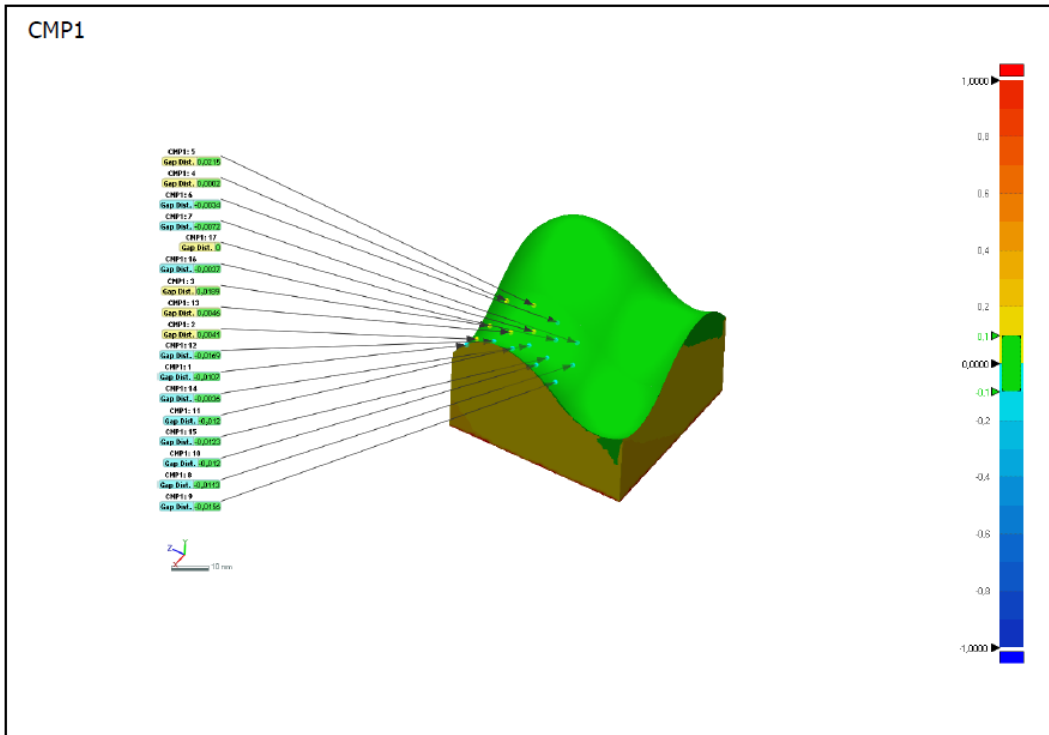 CMP1
CMP1: 5
Gap Dist. 0,0215
CMP1: 4
Gap Dist. 0,0002
CMP1: 6
Gap Dist. -0,0034
CMP1: 7
Gap Dist. -0,0072
CMP1: 17
Gap Dist. 0
CMP1: 16
Gap Dist. -0,0037
CMP1: 3
Gap Dist.
CMP1: 13
Gap Dist. 0,0046
CMP1: 2
Gap Dist. 0,0041
CMP1: 12
Gap Dist. -0,0169
CMP1: 1
Gap Dist. -0,0107
CMP1: 14
Gap Dist. -0,0036
CMP1: 11
Gap Dist. -0,012
CMP1: 15
Gap Dist. -0,0123
CMP1: 10
Gap Dist. -0,012
CMP1: 8
Gap Dist. -0,0113
CMP1: 9
Gap Dist. -0,0156
Y
Z
X
10 mm
1,0000
0,8
0,6
0,4
0,2
0,1
0,0000
-0,1
-0,2
-0,4
-0,6
-0,8
-1,0000